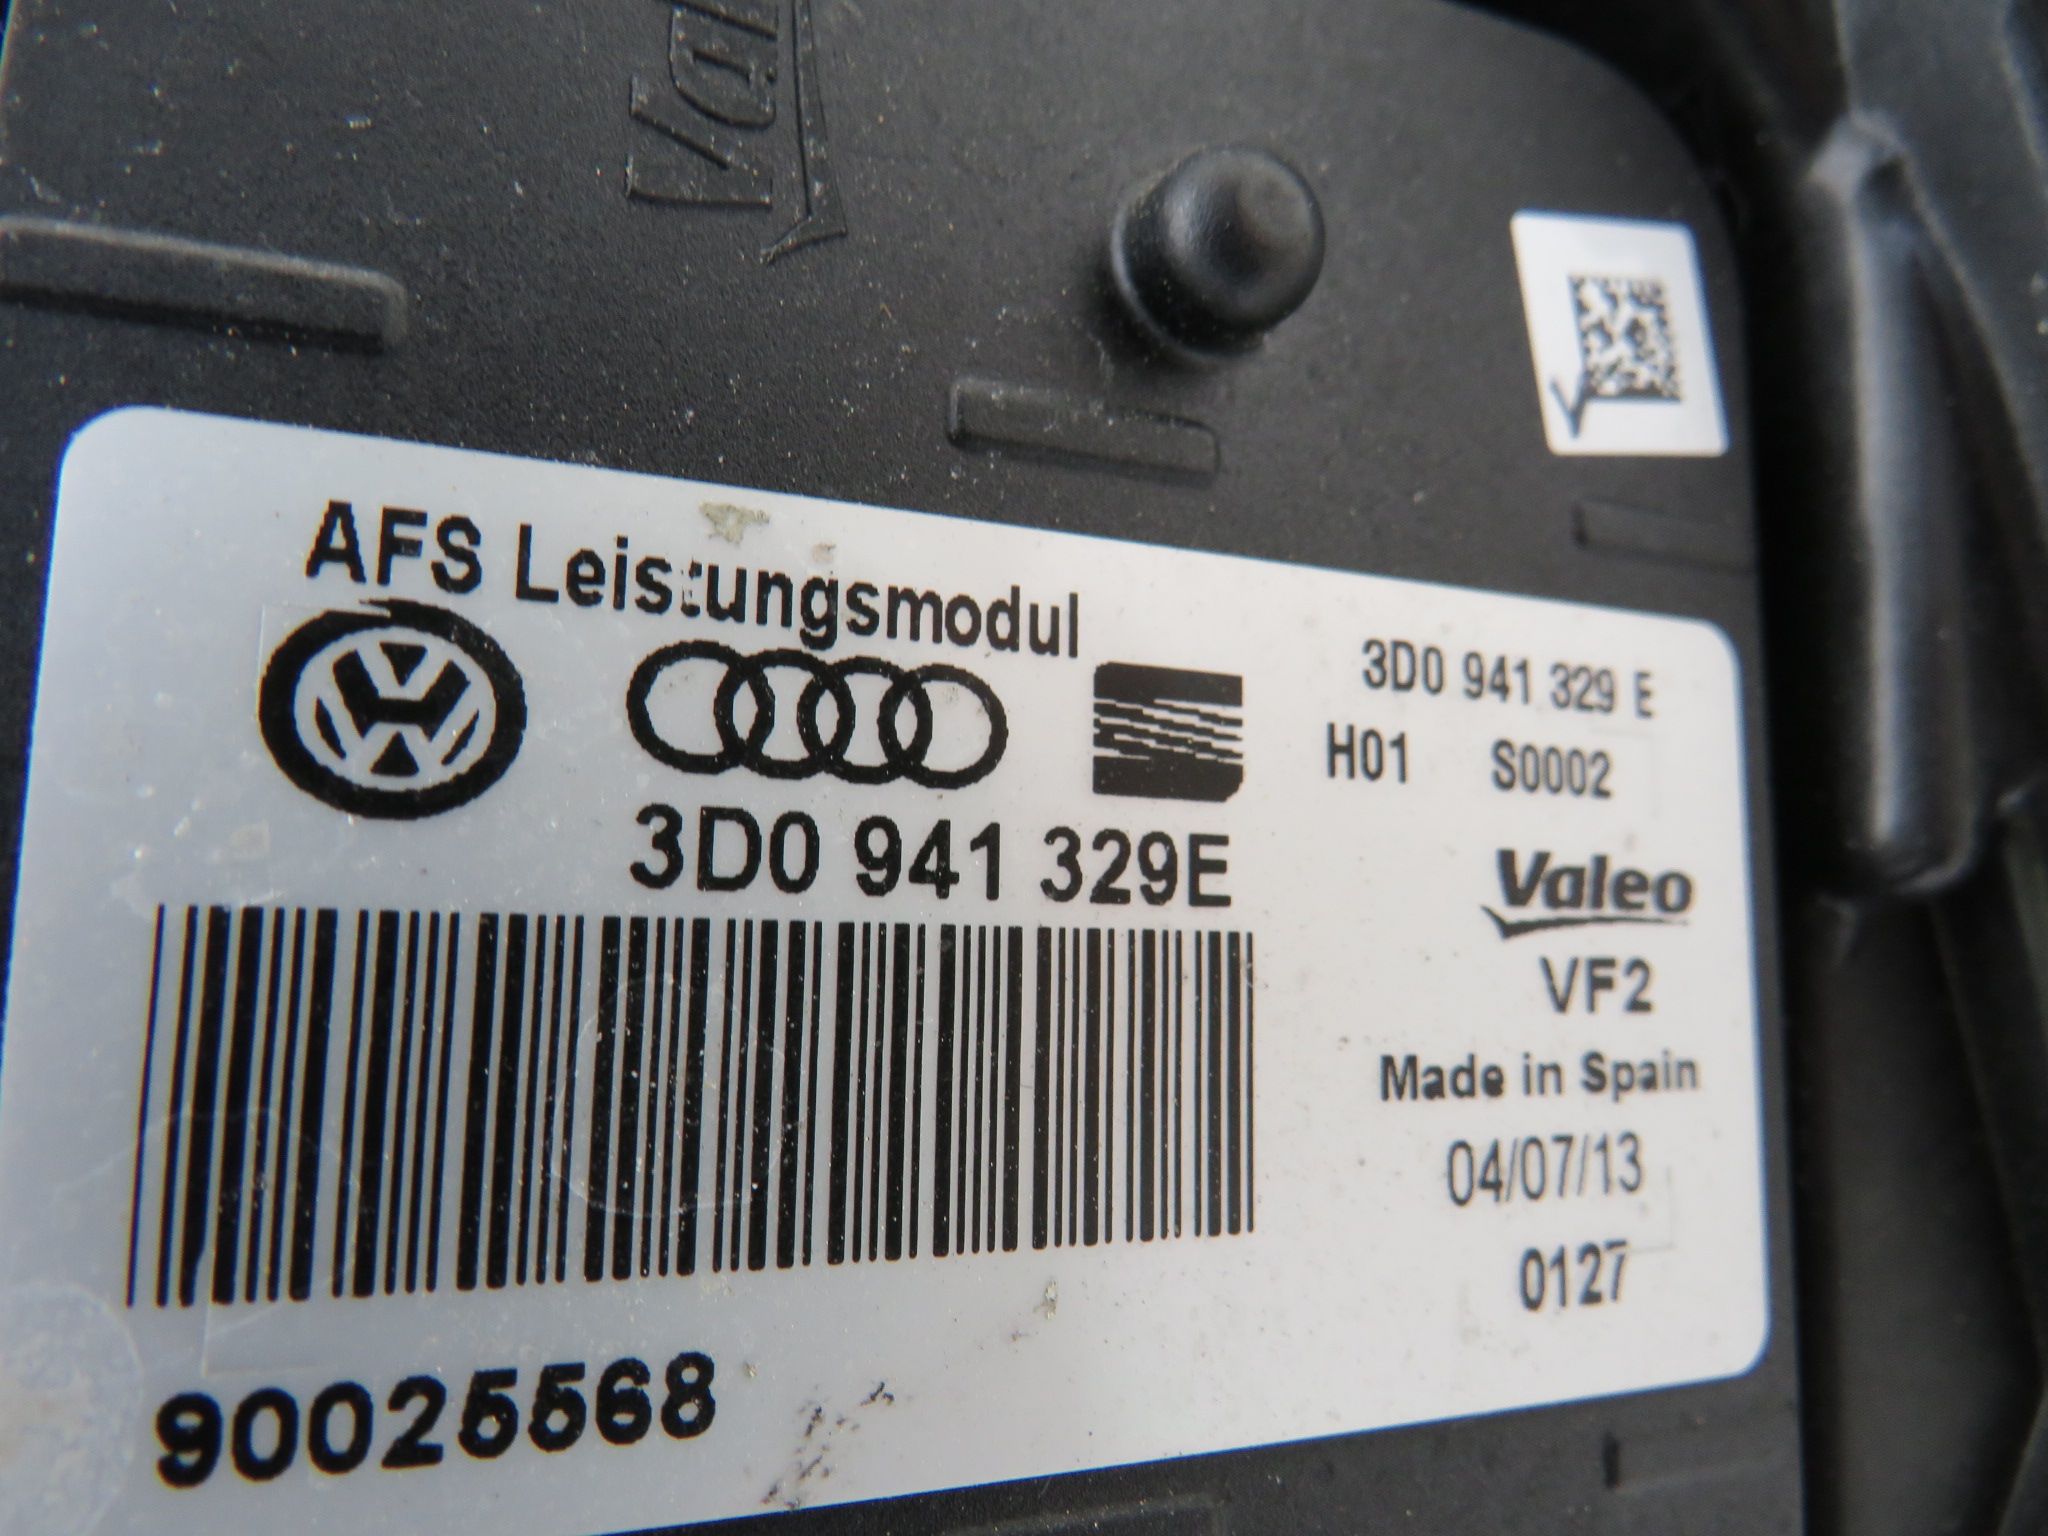 Valeo
AFS Leistungsmodul
3D0 941 329E
90025568
3D0 941 329 E
H01 S0002
Valeo
VF2
Made in Spain
04/07/13
0127